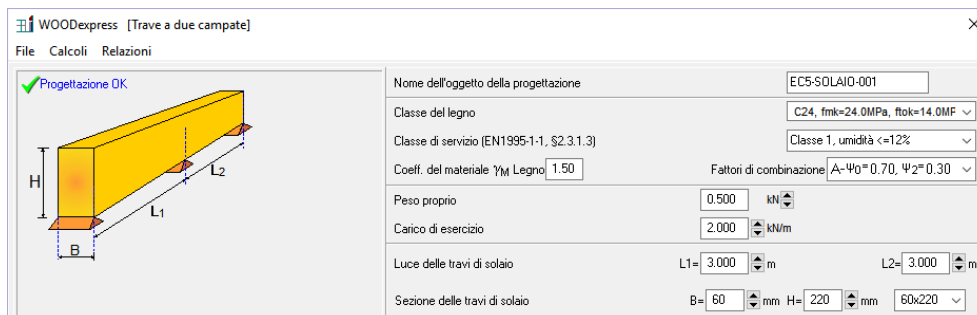 WOODexpress [Trave a due campate]
File Calcoli Relazioni
Progettazione OK
H
B
L1
L2
Nome dell'oggetto della progettazione EC5-SOLAIO-001
Classe del legno C24, fmk=24.0MPa, ftok=14.0MP
Classe di servizio (EN1995-1-1, §2.3.1.3) Classe 1, umidità <=12%
Coeff. del materiale γM Legno 1.50 Fattori di combinazione A-Ψ0=0.70, Ψ2=0.30
Peso proprio 0.500 kN
Carico di esercizio 2.000 kN/m
Luce delle travi di solaio L1= 3.000 m L2= 3.000 m
Sezione delle travi di solaio B= 60 mm H= 220 mm 60x220